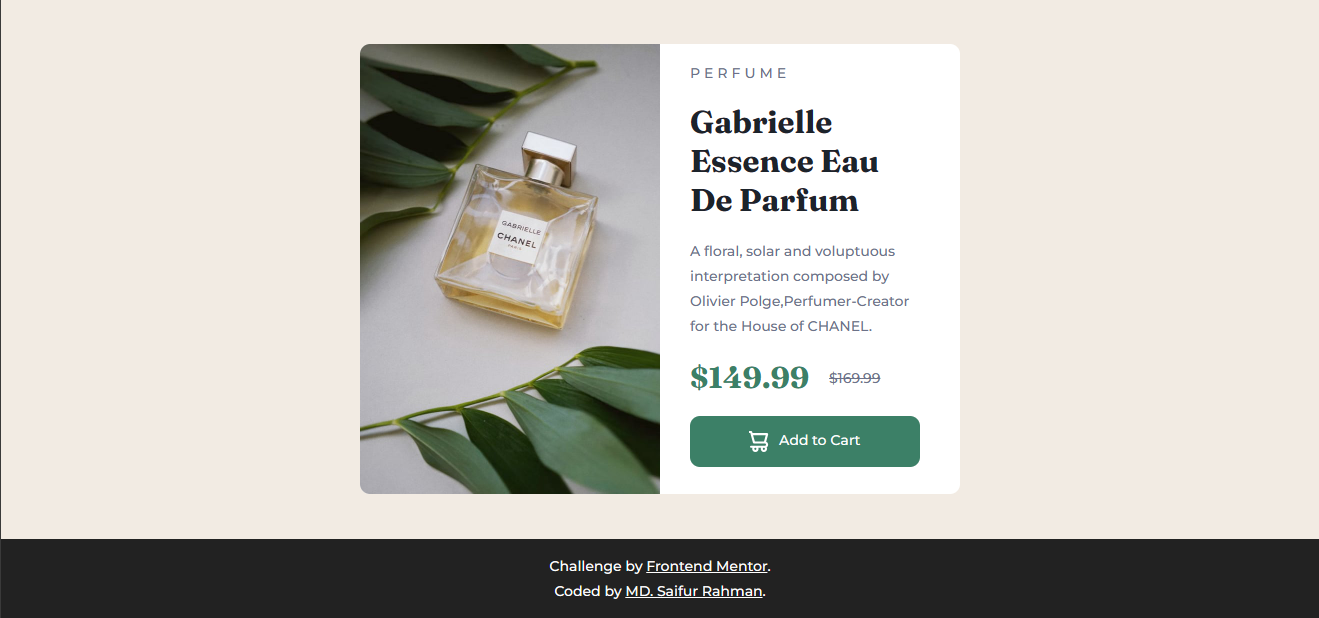 GABRIELLE
CHANEL
PARIS
PERFUME
Gabrielle
Essence Eau
De Parfum
A floral, solar and voluptuous
interpretation composed by
Olivier Polge,Perfumer-Creator
for the House of CHANEL.
$149.99 $169.99
Add to Cart
Challenge by Frontend Mentor.
Coded by MD. Saifur Rahman.